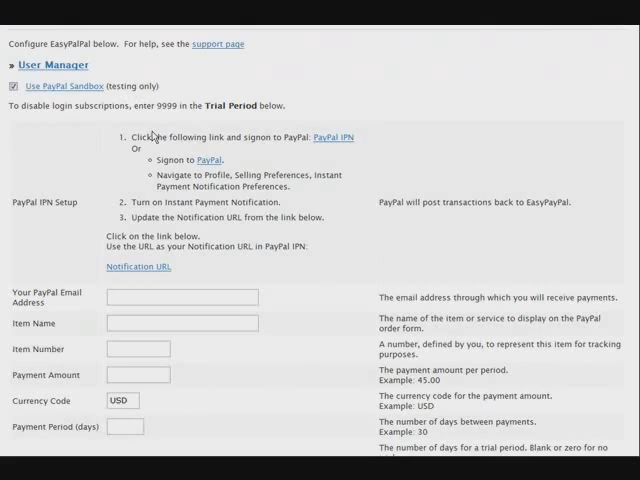 Configure EasyPalPal below. For help, see the support page
» User Manager
Use PayPal Sandbox (testing only)
To disable login subscriptions, enter 9999 in the Trial Period below.
PayPal IPN Setup
1. Click the following link and signon to PayPal: PayPal IPN
Or
Signon to PayPal.
Navigate to Profile, Selling Preferences, Instant
Payment Notification Preferences.
2. Turn on Instant Payment Notification.
3. Update the Notification URL from the link below.
Click on the link below.
Use the URL as your Notification URL in PayPal IPN:
Notification URL
PayPal will post transactions back to EasyPayPal.
Your PayPal Email
Address
The email address through which you will receive payments.
Item Name
The name of the item or service to display on the PayPal
order form.
Item Number
A number, defined by you, to represent this item for tracking
purposes.
Payment Amount
The payment amount per period.
Example: 45.00
Currency Code
USD
The currency code for the payment amount.
Example: USD
Payment Period (days)
The number of days between payments.
Example: 30
The number of days for a trial period. Blank or zero for no